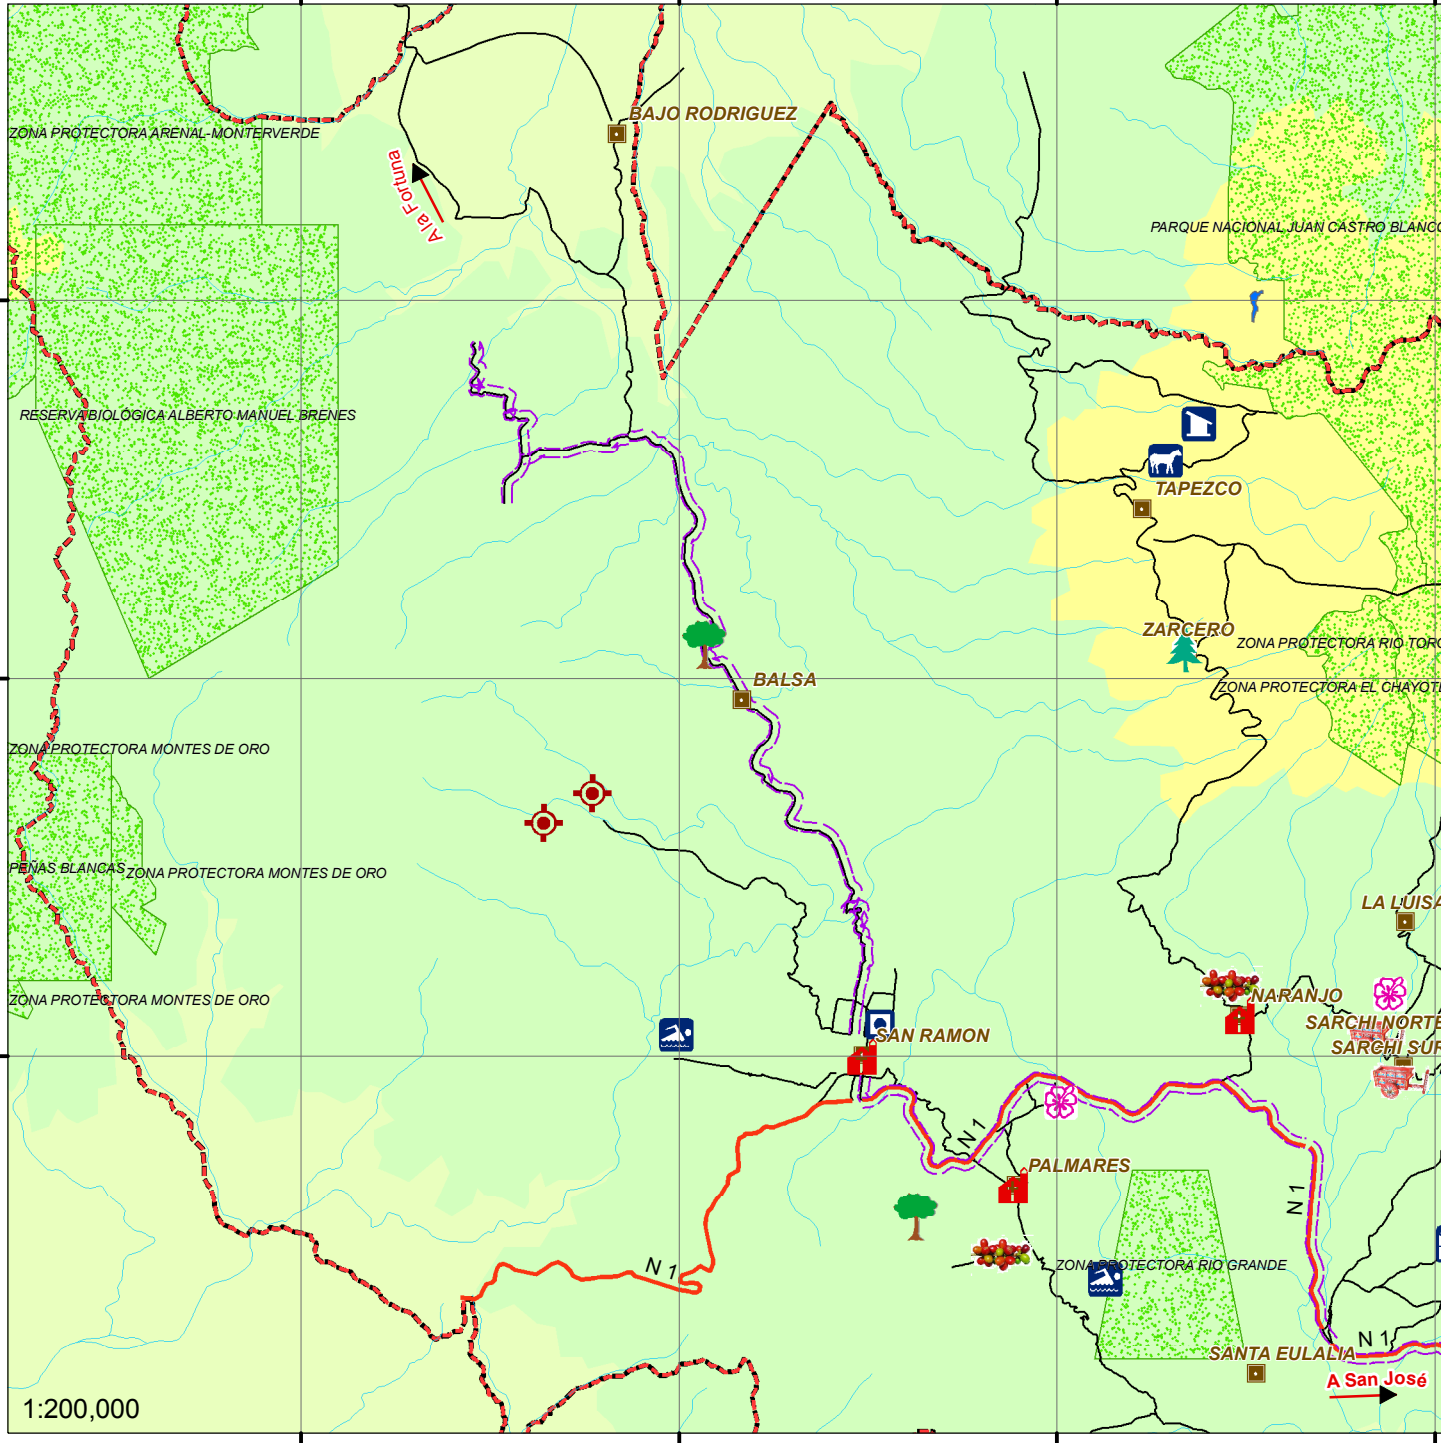 BAJO RODRIGUEZ
ZONA PROTECTORA ARENAL-MONTERVERDE
A la Fortuna
PARQUE NACIONAL JUAN CASTRO BLANCO
RESERVA BIOLÓGICA ALBERTO MANUEL BRENES
TAPEZCO
ZARCERO
ZONA PROTECTORA RIO TORO
BALSA
ZONA PROTECTORA EL CHAYOTE
ZONA PROTECTORA MONTES DE ORO
PEÑAS BLANCAS
ZONA PROTECTORA MONTES DE ORO
LA LUISA
NARANJO
ZONA PROTECTORA MONTES DE ORO
SARCHI NORTE
SAN RAMON
SARCHI SUR
N 1
PALMARES
N 1
ZONA PROTECTORA RIO GRANDE
N 1
N 1
SANTA EULALIA
A San José
1:200,000